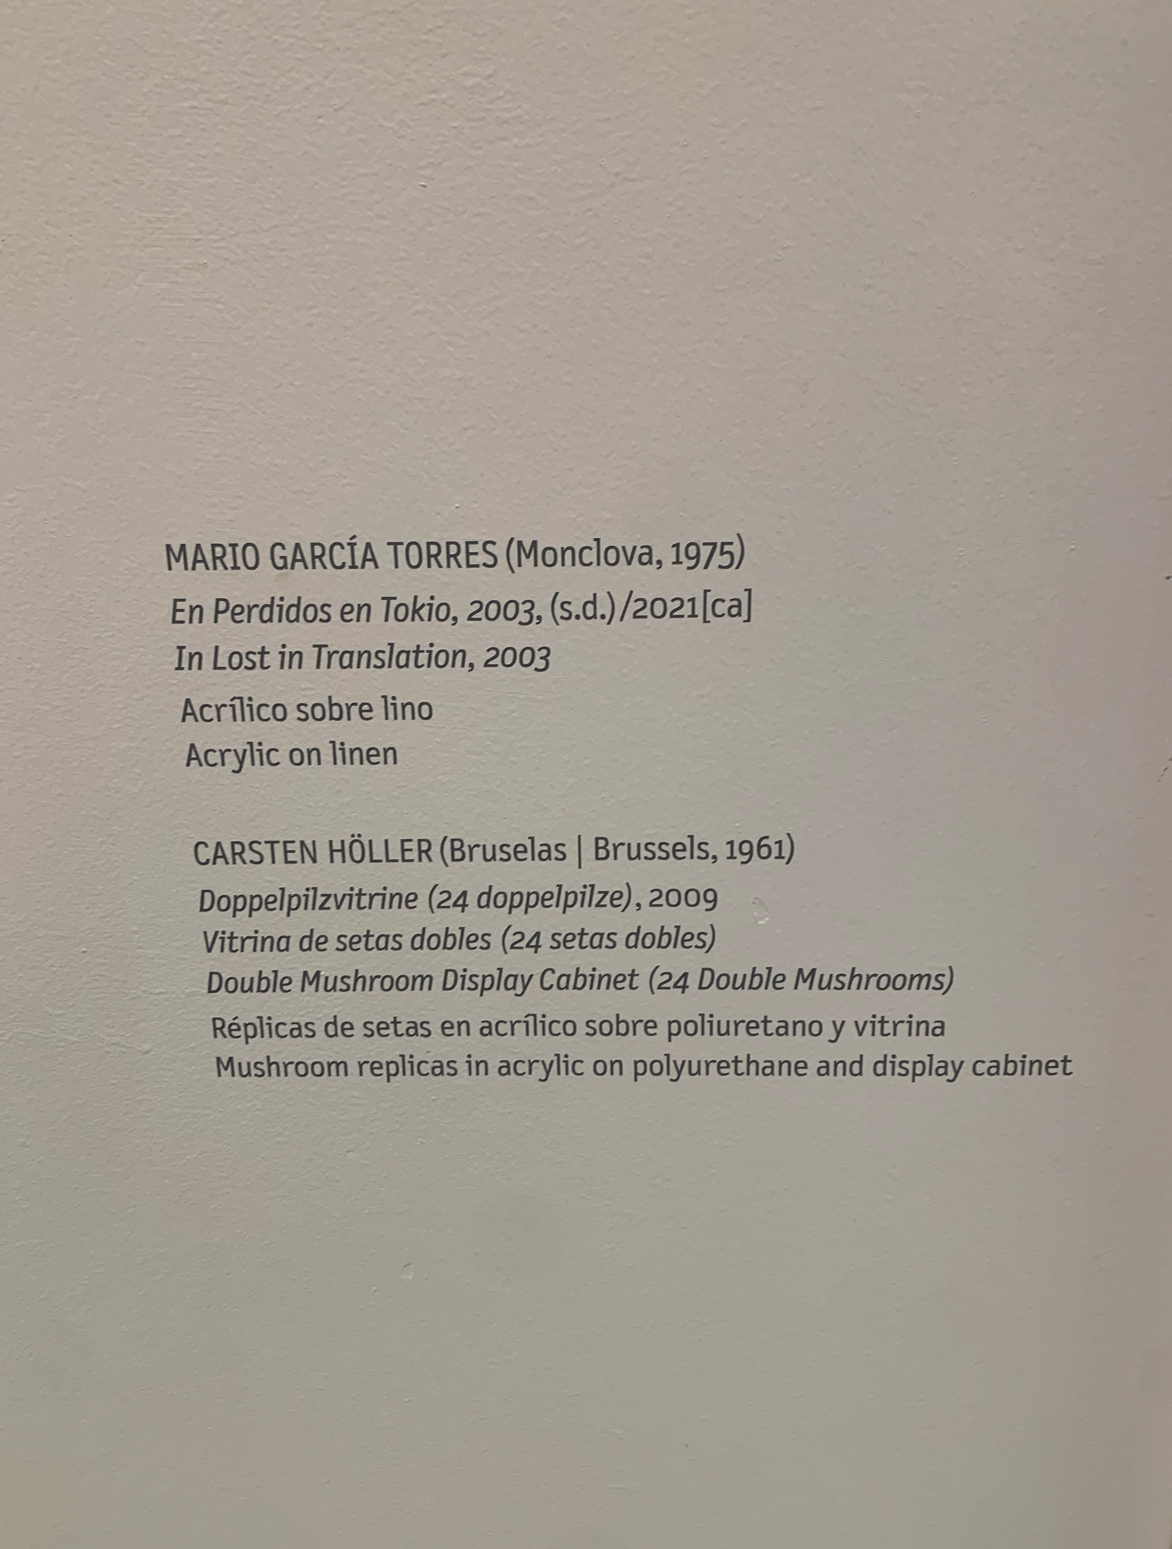 MARIO GARCÍA TORRES (Monclova, 1975)
En Perdidos en Tokio, 2003, (s.d.)/2021[ca]
In Lost in Translation, 2003
Acrílico sobre lino
Acrylic on linen
CARSTEN HÖLLER (Bruselas | Brussels, 1961)
Doppelpilzvitrine (24 doppelpilze), 2009
Vitrina de setas dobles (24 setas dobles)
Double Mushroom Display Cabinet (24 Double Mushrooms)
Réplicas de setas en acrílico sobre poliuretano y vitrina
Mushroom replicas in acrylic on polyurethane and display cabinet